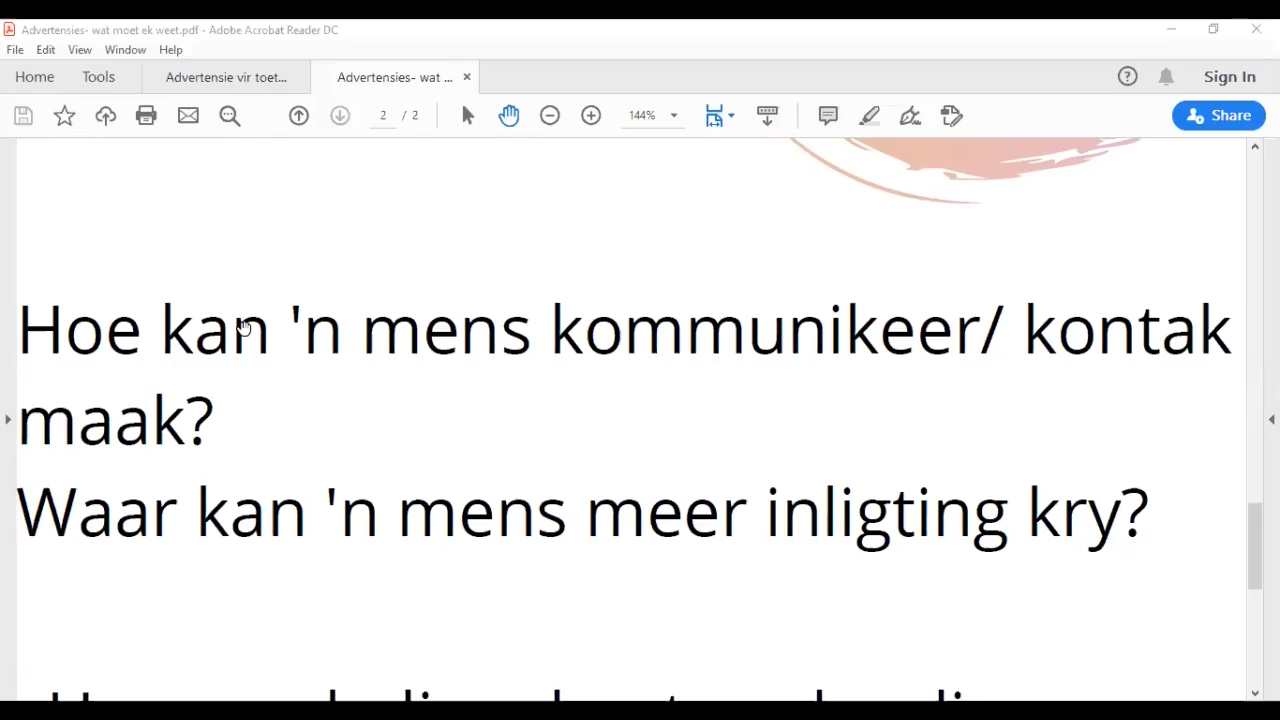 Advertensies- wat moet ek weet.pdf - Adobe Acrobat Reader DC
File Edit View Window Help
Home Tools Advertensie vir toet... Advertensies- wat ... × Sign In
2 / 2 144% Share
Hoe kan 'n mens kommunikeer/ kontak
maak?
Waar kan 'n mens meer inligting kry?